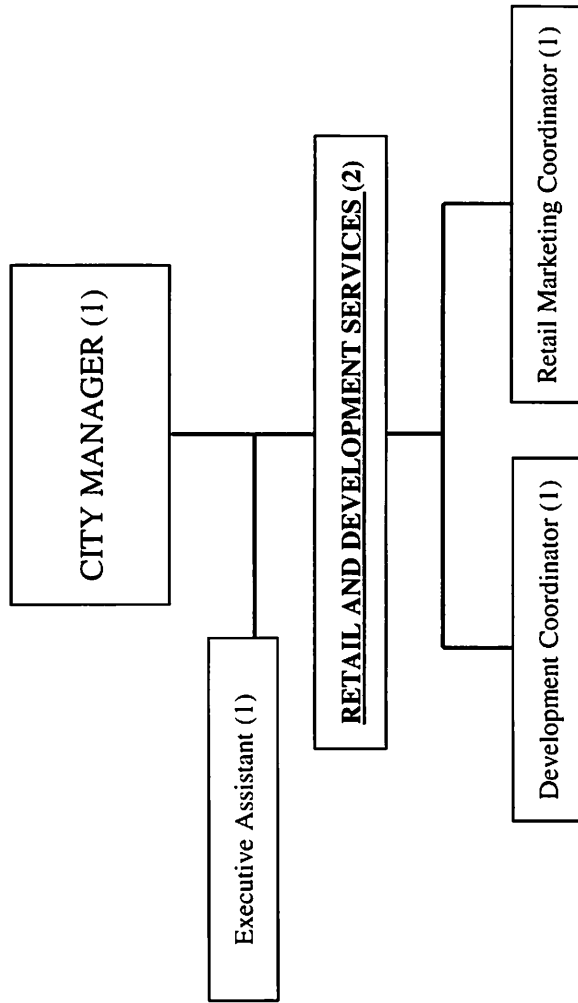 CITY MANAGER (1)
Executive Assistant (1)
RETAIL AND DEVELOPMENT SERVICES (2)
Development Coordinator (1)
Retail Marketing Coordinator (1)